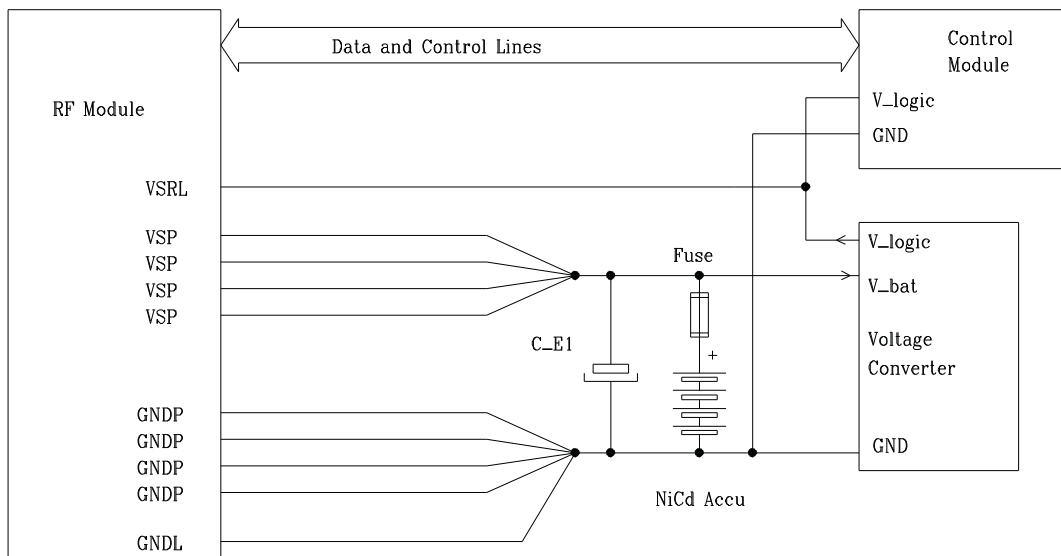 Data and Control Lines
Control
Module
V_logic
GND
RF Module
VSRL
VSP
VSP
VSP
VSP
Fuse
V_logic
V_bat
Voltage
Converter
C_E1
+
GNDP
GNDP
GNDP
GNDP
GND
NiCd Accu
GNDL